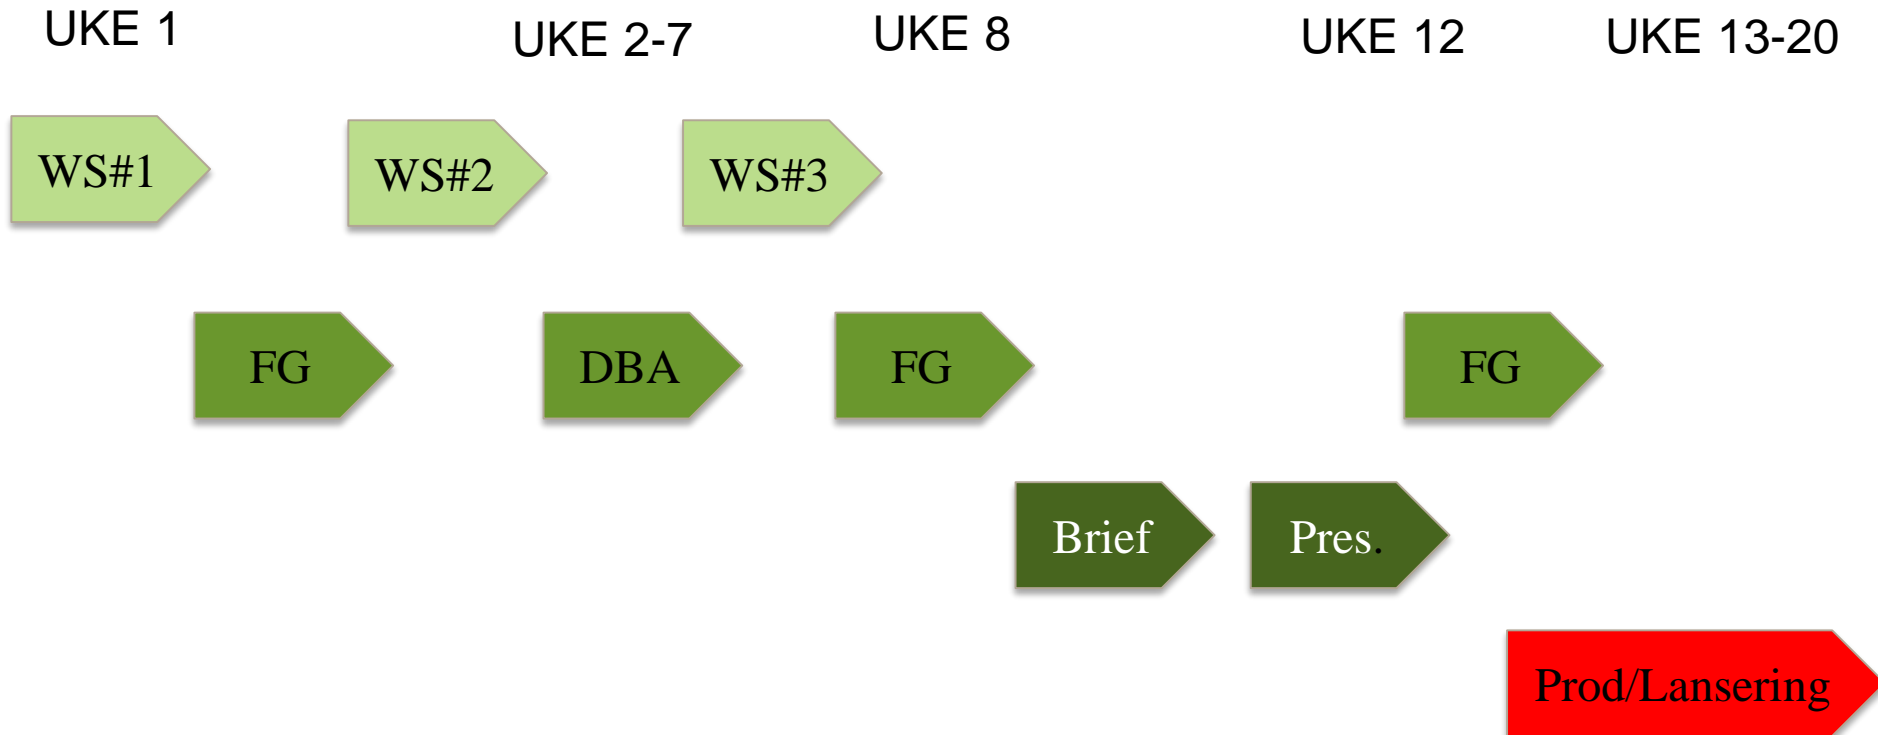 UKE 1
UKE 2-7
UKE 8
UKE 12
UKE 13-20
WS#1
WS#2
WS#3
FG
DBA
FG
FG
Brief
Pres.
Prod/Lansering